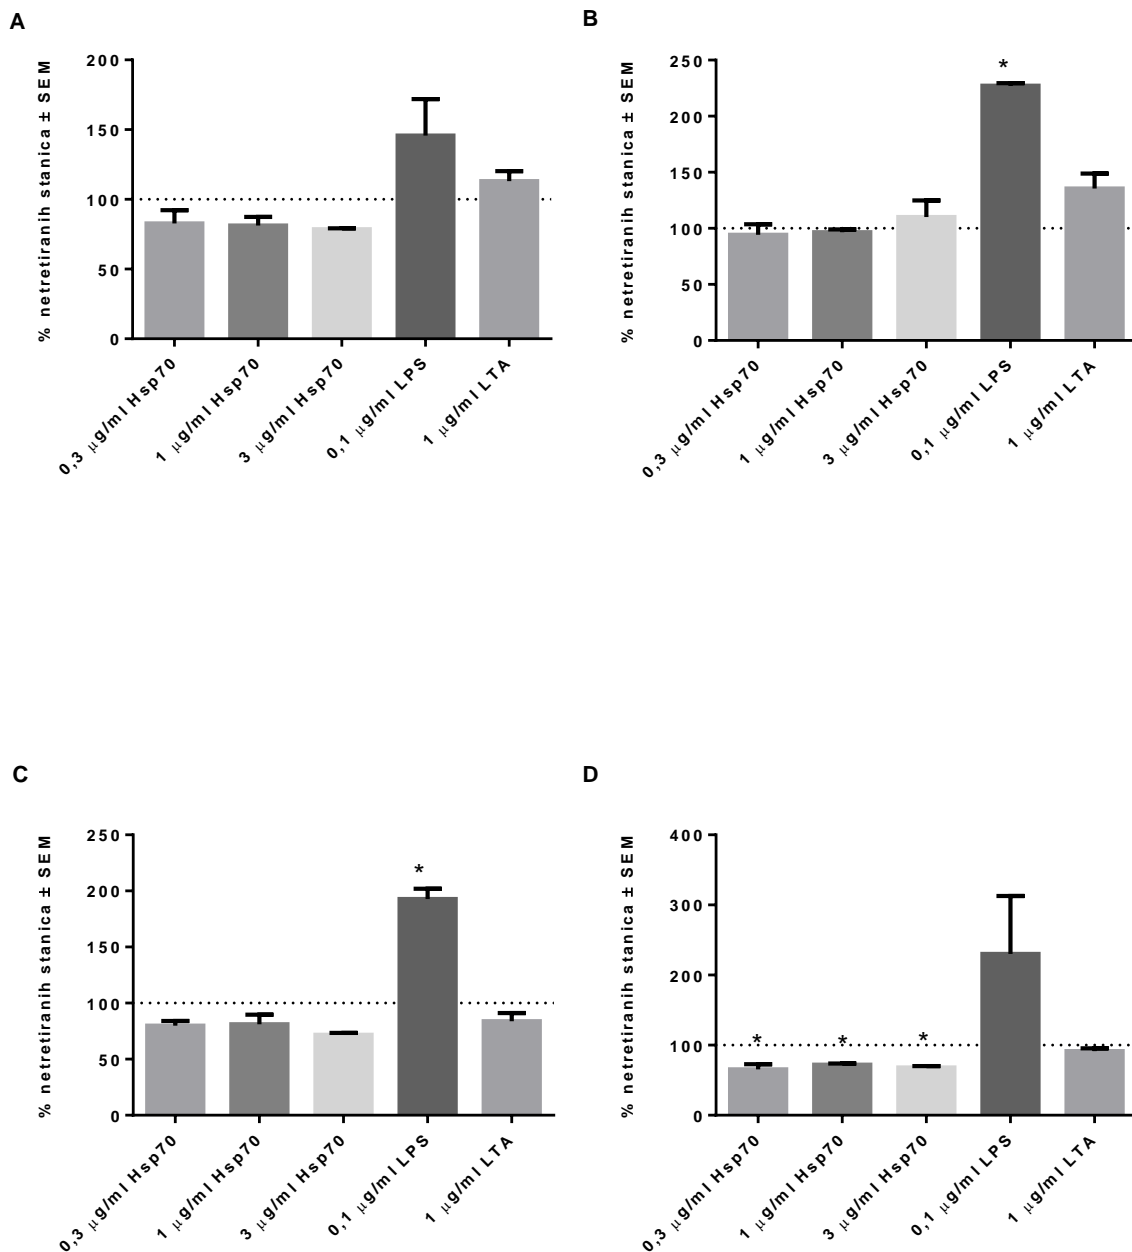 A
% netretiranih stanica ± SEM
200
150
100
50
0
0,3 μg/ml Hsp70
1 μg/ml Hsp70
3 μg/ml Hsp70
0,1 μg/ml LPS
1 μg/ml LTA
B
% netretiranih stanica ± SEM
250
200
150
100
50
0
*
0,3 μg/ml Hsp70
1 μg/ml Hsp70
3 μg/ml Hsp70
0,1 μg/ml LPS
1 μg/ml LTA
C
% netretiranih stanica ± SEM
250
200
150
100
50
0
*
0,3 μg/ml Hsp70
1 μg/ml Hsp70
3 μg/ml Hsp70
0,1 μg/ml LPS
1 μg/ml LTA
D
% netretiranih stanica ± SEM
400
300
200
100
0
* * *
0,3 μg/ml Hsp70
1 μg/ml Hsp70
3 μg/ml Hsp70
0,1 μg/ml LPS
1 μg/ml LTA